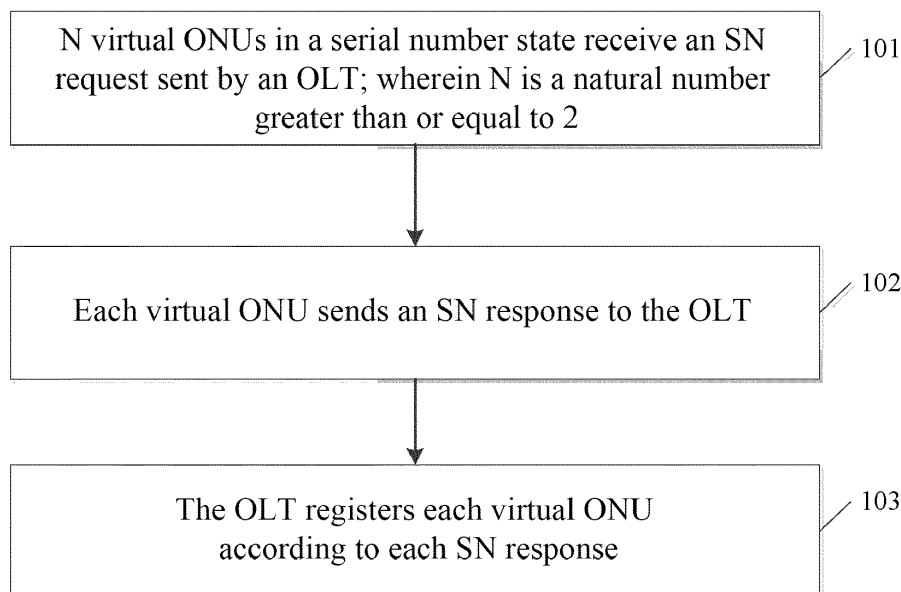 N virtual ONUs in a serial number state receive an SN
request sent by an OLT; wherein N is a natural number
greater than or equal to 2
101
Each virtual ONU sends an SN response to the OLT
102
The OLT registers each virtual ONU
according to each SN response
103